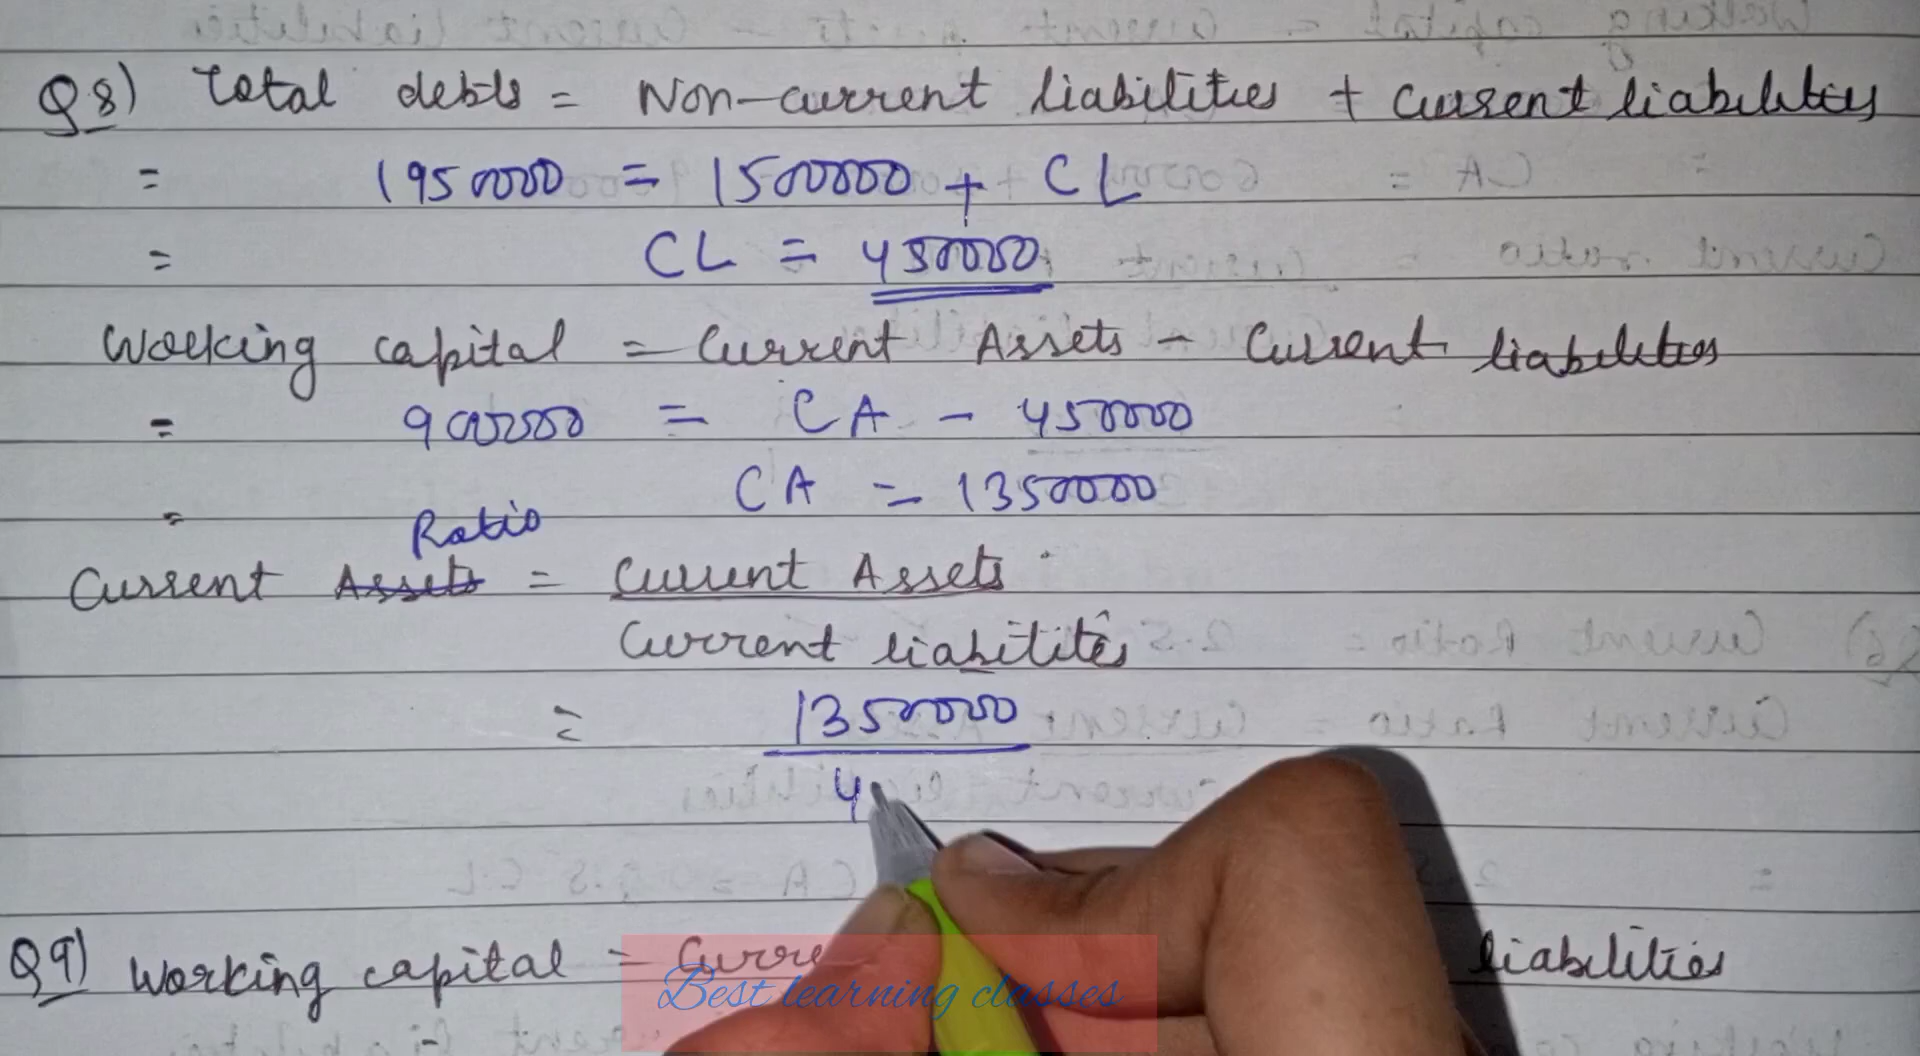 Q8) Total debts = Non-current liabilities + Current liabilities
= 1950000 = 1500000 + CL
= CL = 450000
Working capital = Current Assets - Current liabilities
= 900000 = CA - 450000
= CA = 1350000
Ratio
Current Assets = Current Assets
Current liabilities
= 1350000
4
Q9) Working capital = Curre liabilities
Best learning classes